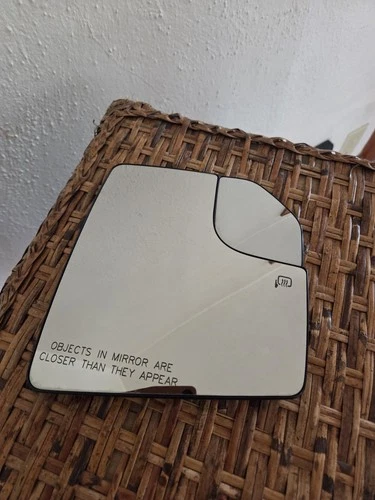 OBJECTS IN MIRROR ARE
CLOSER THAN THEY APPEAR